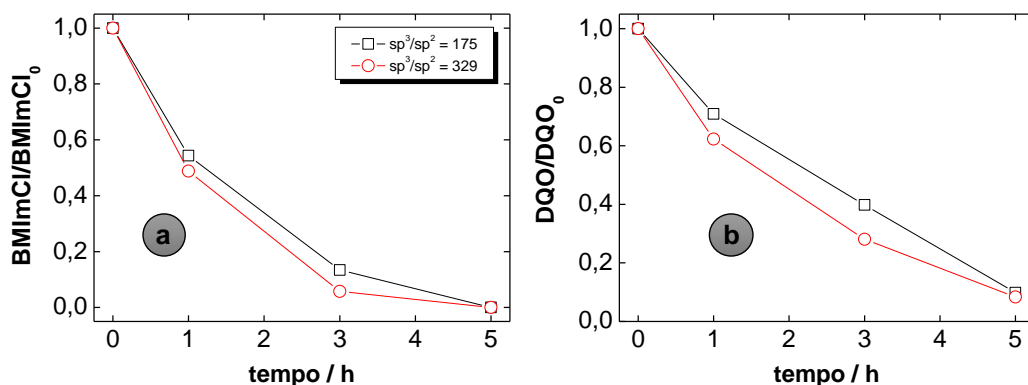 BMImCl/BMImCl₀
1,0
0,8
0,6
0,4
0,2
0,0
sp³/sp² = 175
sp³/sp² = 329
a
0 1 2 3 4 5
tempo / h
DQO/DQO₀
1,0
0,8
0,6
0,4
0,2
0,0
b
0 1 2 3 4 5
tempo / h